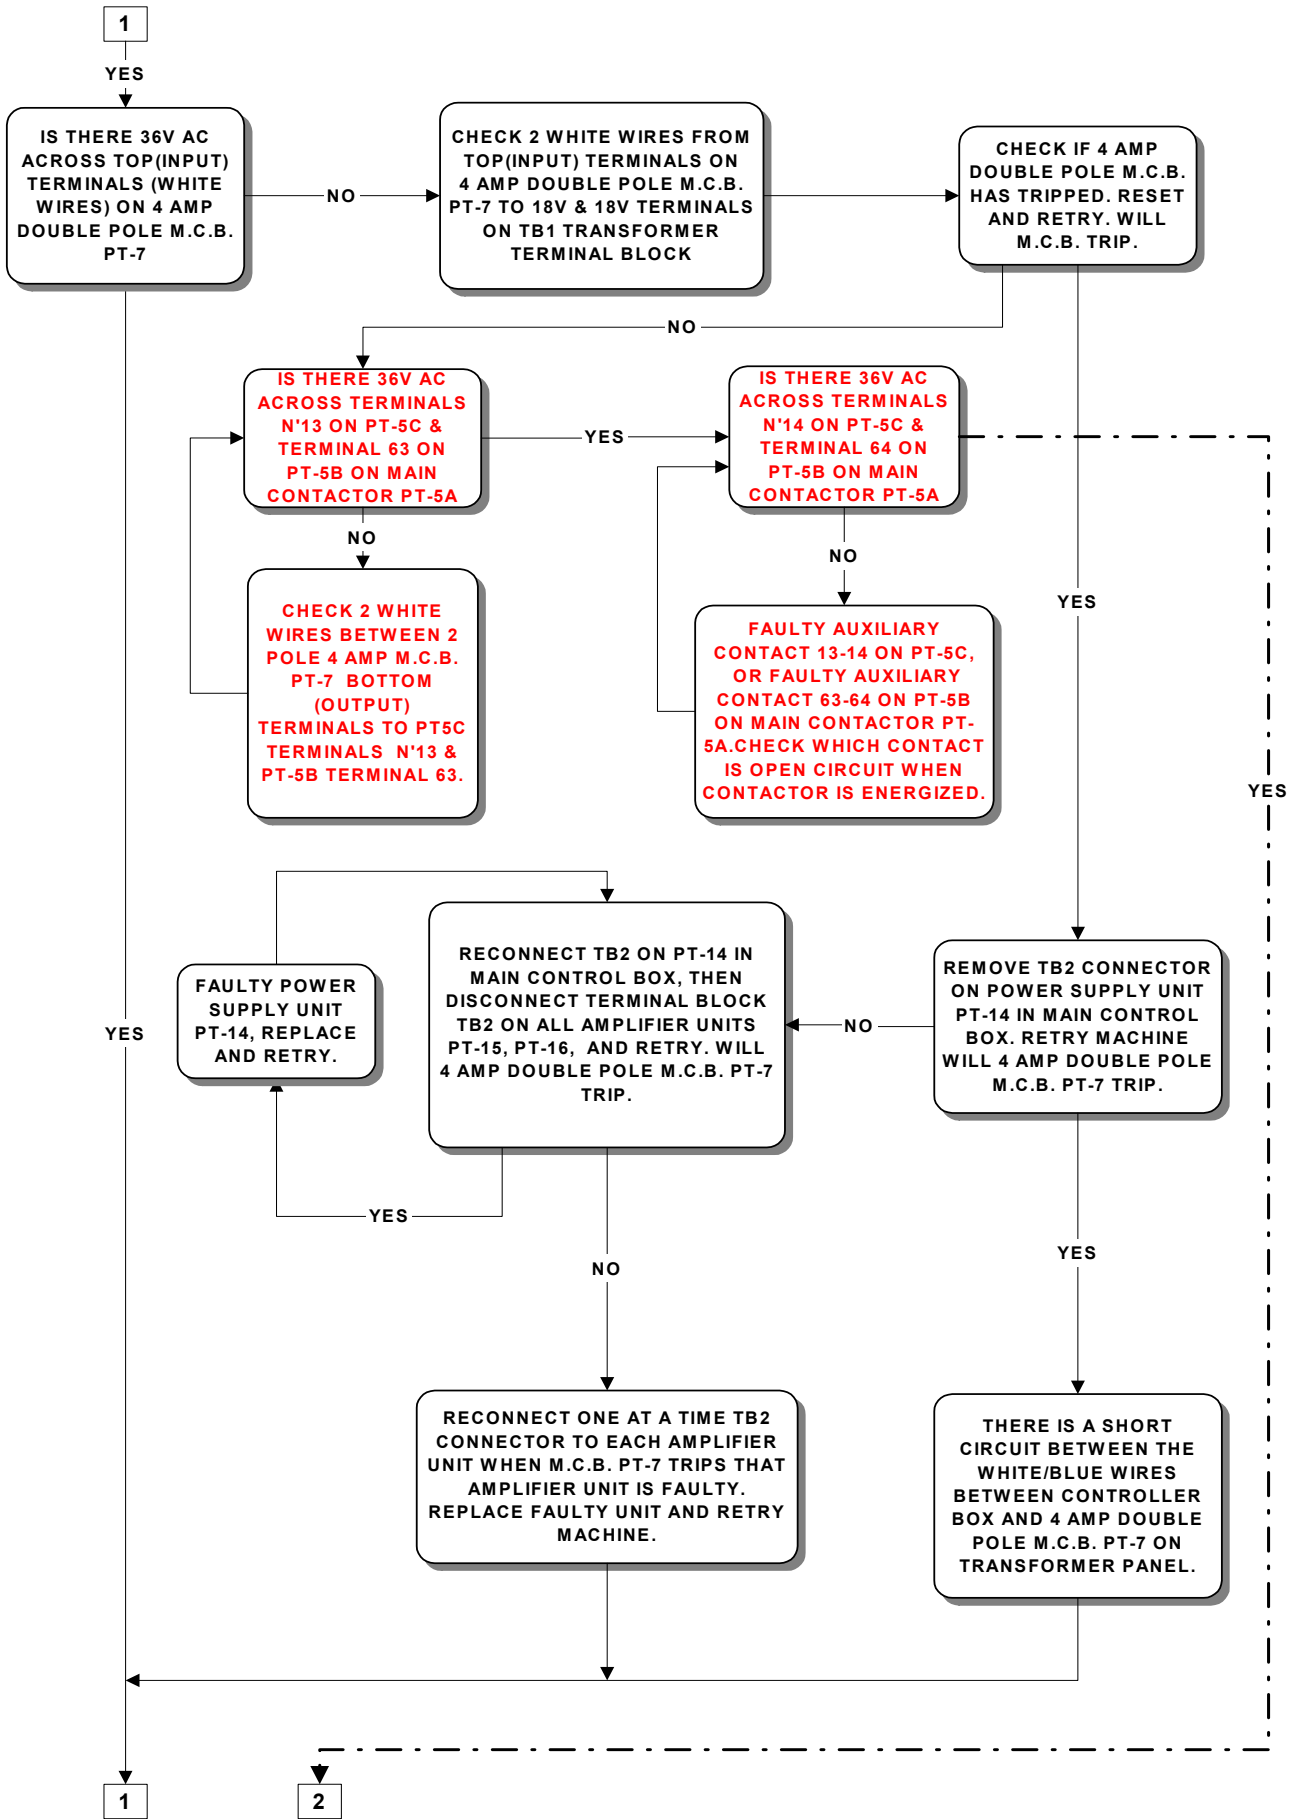 1
YES
IS THERE 36V AC
ACROSS TOP(INPUT)
TERMINALS (WHITE
WIRES) ON 4 AMP
DOUBLE POLE M.C.B.
PT-7
NO
CHECK 2 WHITE WIRES FROM
TOP(INPUT) TERMINALS ON
4 AMP DOUBLE POLE M.C.B.
PT-7 TO 18V & 18V TERMINALS
ON TB1 TRANSFORMER
TERMINAL BLOCK
CHECK IF 4 AMP
DOUBLE POLE M.C.B.
HAS TRIPPED. RESET
AND RETRY. WILL
M.C.B. TRIP.
NO
IS THERE 36V AC
ACROSS TERMINALS
N'13 ON PT-5C &
TERMINAL 63 ON
PT-5B ON MAIN
CONTACTOR PT-5A
YES
IS THERE 36V AC
ACROSS TERMINALS
N'14 ON PT-5C &
TERMINAL 64 ON
PT-5B ON MAIN
CONTACTOR PT-5A
NO
NO
YES
CHECK 2 WHITE
WIRES BETWEEN 2
POLE 4 AMP M.C.B.
PT-7 BOTTOM
(OUTPUT)
TERMINALS TO PT5C
TERMINALS N'13 &
PT-5B TERMINAL 63.
FAULTY AUXILIARY
CONTACT 13-14 ON PT-5C,
OR FAULTY AUXILIARY
CONTACT 63-64 ON PT-5B
ON MAIN CONTACTOR PT-
5A.CHECK WHICH CONTACT
IS OPEN CIRCUIT WHEN
CONTACTOR IS ENERGIZED.
YES
FAULTY POWER
SUPPLY UNIT
PT-14, REPLACE
AND RETRY.
RECONNECT TB2 ON PT-14 IN
MAIN CONTROL BOX, THEN
DISCONNECT TERMINAL BLOCK
TB2 ON ALL AMPLIFIER UNITS
PT-15, PT-16, AND RETRY. WILL
4 AMP DOUBLE POLE M.C.B. PT-7
TRIP.
NO
REMOVE TB2 CONNECTOR
ON POWER SUPPLY UNIT
PT-14 IN MAIN CONTROL
BOX. RETRY MACHINE
WILL 4 AMP DOUBLE POLE
M.C.B. PT-7 TRIP.
YES
YES
NO
YES
RECONNECT ONE AT A TIME TB2
CONNECTOR TO EACH AMPLIFIER
UNIT WHEN M.C.B. PT-7 TRIPS THAT
AMPLIFIER UNIT IS FAULTY.
REPLACE FAULTY UNIT AND RETRY
MACHINE.
THERE IS A SHORT
CIRCUIT BETWEEN THE
WHITE/BLUE WIRES
BETWEEN CONTROLLER
BOX AND 4 AMP DOUBLE
POLE M.C.B. PT-7 ON
TRANSFORMER PANEL.
1
2